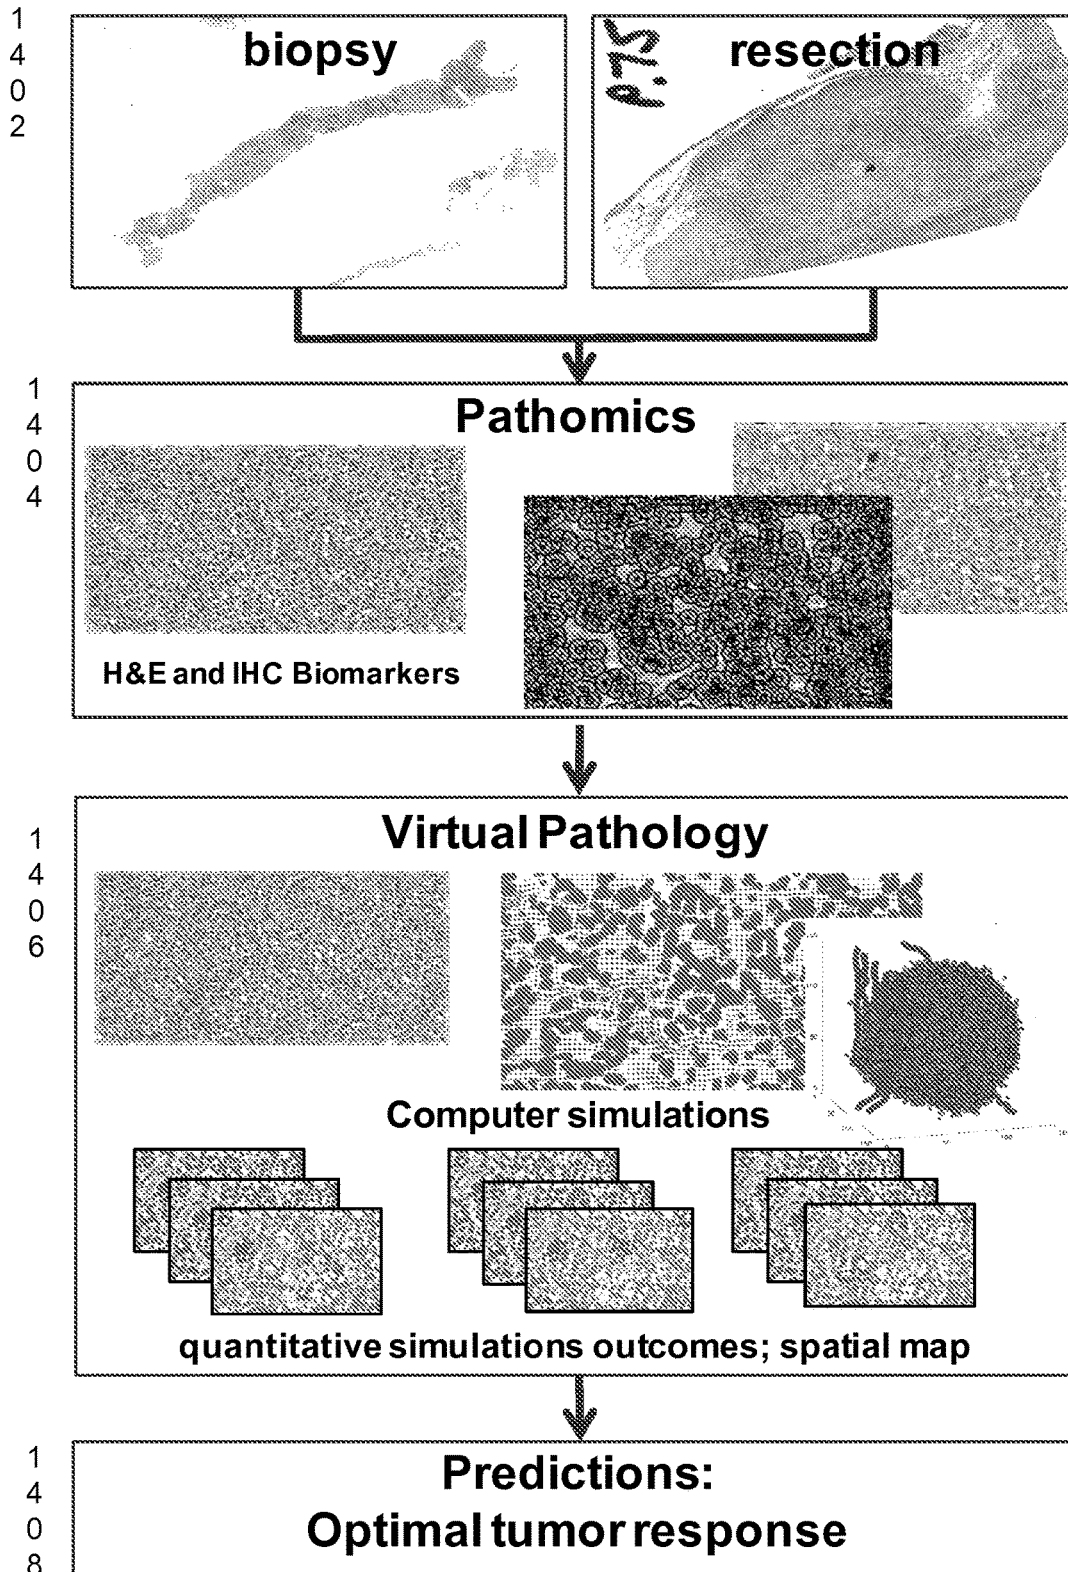 1402
biopsy
resection
P-75
1404
Pathomics
H&E and IHC Biomarkers
1406
Virtual Pathology
Computer simulations
quantitative simulations outcomes; spatial map
1408
Predictions:
Optimal tumor response